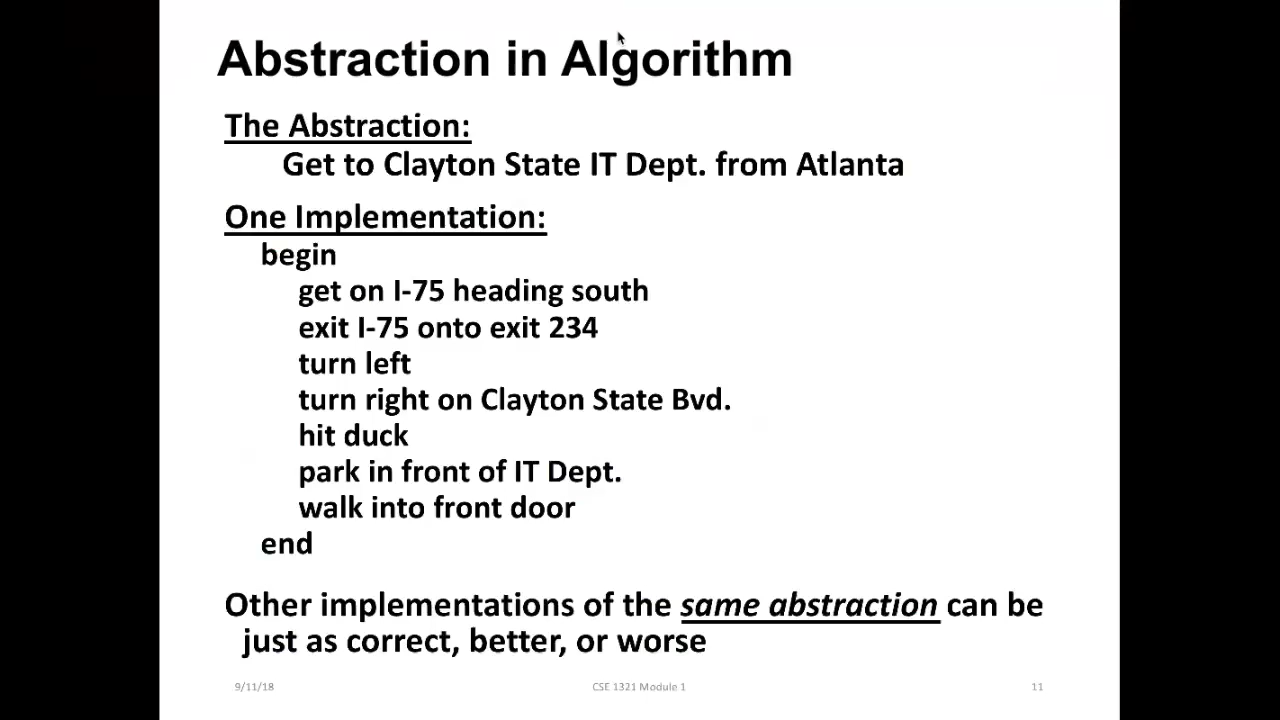 Abstraction in Algorithm
The Abstraction:
Get to Clayton State IT Dept. from Atlanta
One Implementation:
begin
get on I-75 heading south
exit I-75 onto exit 234
turn left
turn right on Clayton State Bvd.
hit duck
park in front of IT Dept.
walk into front door
end
Other implementations of the same abstraction can be
just as correct, better, or worse
9/11/18
CSE 1321 Module 1
11